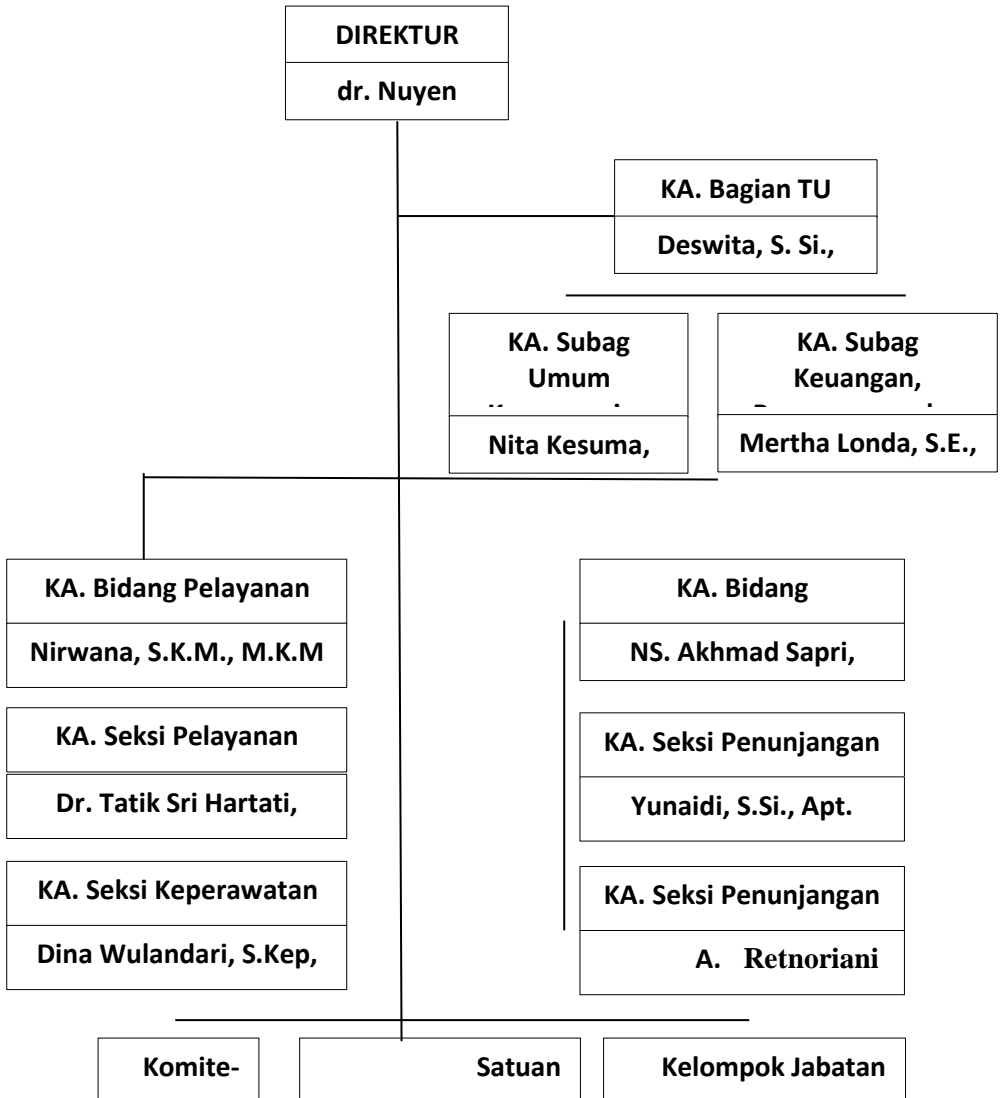 DIREKTUR
dr. Nuyen
KA. Bagian TU
Deswita, S. Si.,
KA. Subag
Umum
Nita Kesuma,
KA. Subag
Keuangan,
Mertha Londa, S.E.,
KA. Bidang Pelayanan
Nirwana, S.K.M., M.K.M
KA. Seksi Pelayanan
Dr. Tatik Sri Hartati,
KA. Seksi Keperawatan
Dina Wulandari, S.Kep,
KA. Bidang
NS. Akhmad Sapri,
KA. Seksi Penunjangan
Yunaidi, S.Si., Apt.
KA. Seksi Penunjangan
A. Retnoriani
Komite-
Satuan
Kelompok Jabatan